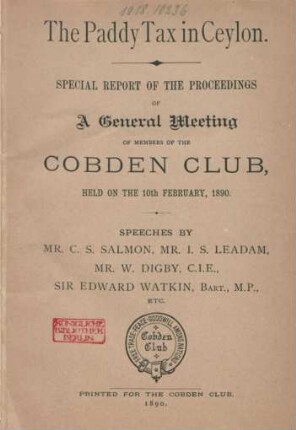 1918.18236
The Paddy Tax in Ceylon.
SPECIAL REPORT OF THE PROCEEDINGS
OF
A General Meeting
OF MEMBERS OF THE
COBDEN CLUB,
HELD ON THE 10th FEBRUARY, 1890.
SPEECHES BY
MR. C. S. SALMON, MR. I. S. LEADAM,
MR. W. DIGBY, C.I.E.,
SIR EDWARD WATKIN, BART., M.P.,
ETC.
KÖNIGLICHE
BIBLIOTHEK
BERLIN
FREE TRADE·PEACE·GOODWILL AMONG NATIONS
Cobden
Club
PRINTED FOR THE COBDEN CLUB.
1890.